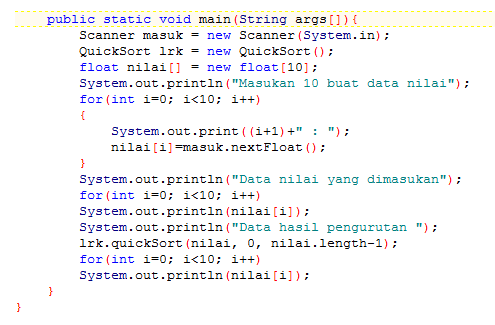 public static void main(String args[]){
Scanner masuk = new Scanner(System.in);
QuickSort lrk = new QuickSort();
float nilai[] = new float[10];
System.out.println("Masukan 10 buat data nilai");
for(int i=0; i<10; i++)
{
System.out.print((i+1)+" : ");
nilai[i]=masuk.nextFloat();
}
System.out.println("Data nilai yang dimasukan");
for(int i=0; i<10; i++)
System.out.println(nilai[i]);
System.out.println("Data hasil pengurutan ");
lrk.quickSort(nilai, 0, nilai.length-1);
for(int i=0; i<10; i++)
System.out.println(nilai[i]);
}
}